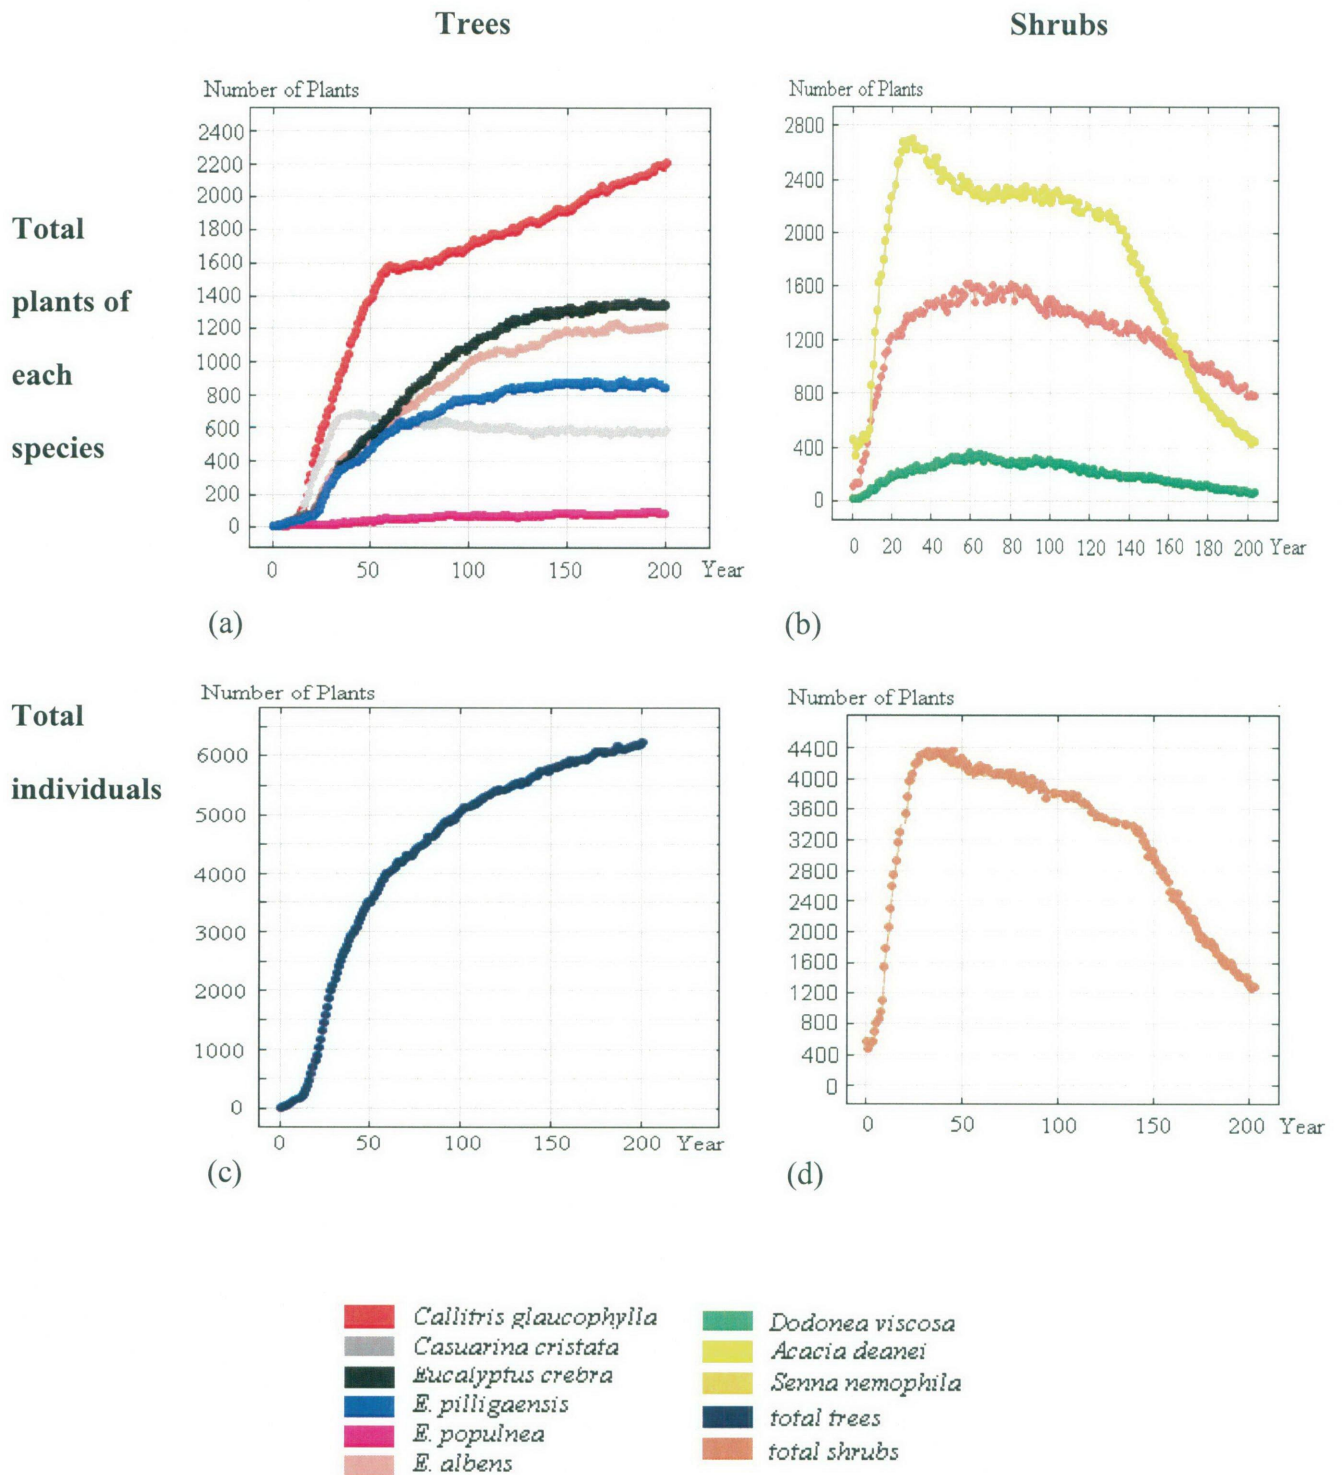 Trees
Shrubs
Total
plants of
each
species
Number of Plants
2400
2200
2000
1800
1600
1400
1200
1000
800
600
400
200
0
0 50 100 150 200 Year
(a)
Number of Plants
2800
2400
2000
1600
1200
800
400
0
0 20 40 60 80 100 120 140 160 180 200 Year
(b)
Total
individuals
Number of Plants
6000
5000
4000
3000
2000
1000
0
0 50 100 150 200 Year
(c)
Number of Plants
4400
4000
3600
3200
2800
2400
2000
1600
1200
800
400
0
0 50 100 150 200 Year
(d)
Callitris glaucophylla
Casuarina cristata
Eucalyptus crebra
E. pilligaensis
E. populnea
E. albens
Dodonea viscosa
Acacia deanei
Senna nemophila
total trees
total shrubs